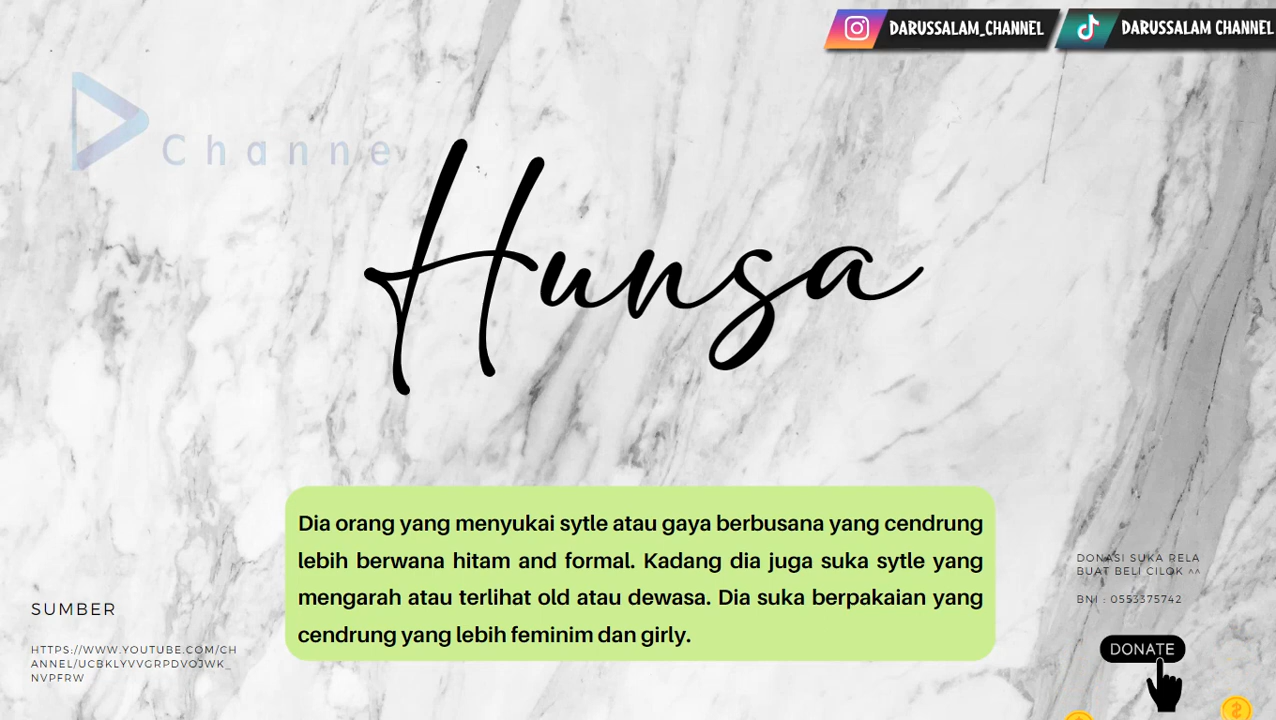 DARUSSALAM_CHANNEL
DARUSSALAM CHANNEL
Channe
Hunsa
Dia orang yang menyukai sytle atau gaya berbusana yang cendrung
lebih berwana hitam and formal. Kadang dia juga suka sytle yang
mengarah atau terlihat old atau dewasa. Dia suka berpakaian yang
cendrung yang lebih feminim dan girly.
SUMBER
HTTPS://WWW.YOUTUBE.COM/CH
ANNEL/UCBKLYVVGRPDVOJWK_
NVPFRW
DONASI SUKA RELA
BUAT BELI CILOK ^^
BNI : 0553375742
DONATE